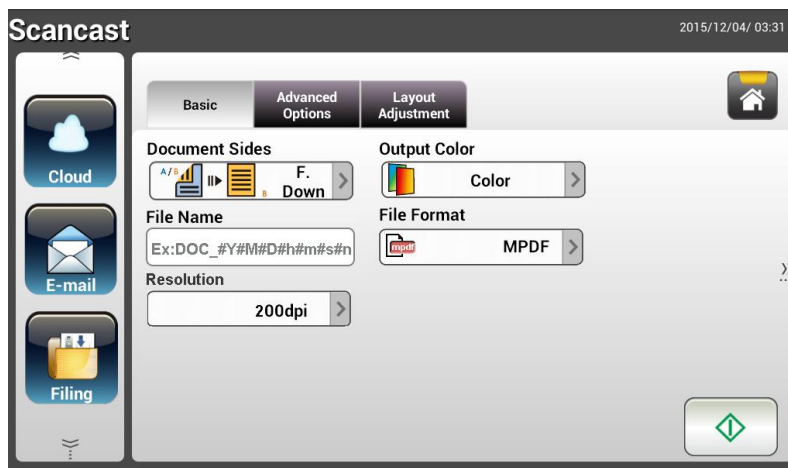 Scancast
2015/12/04/ 03:31
Cloud
E-mail
Filing
Basic
Advanced
Options
Layout
Adjustment
Document Sides
A/B
B
F.
Down
Output Color
Color
File Name
Ex:DOC_#Y#M#D#h#m#s#n
File Format
mpdf
MPDF
Resolution
200dpi